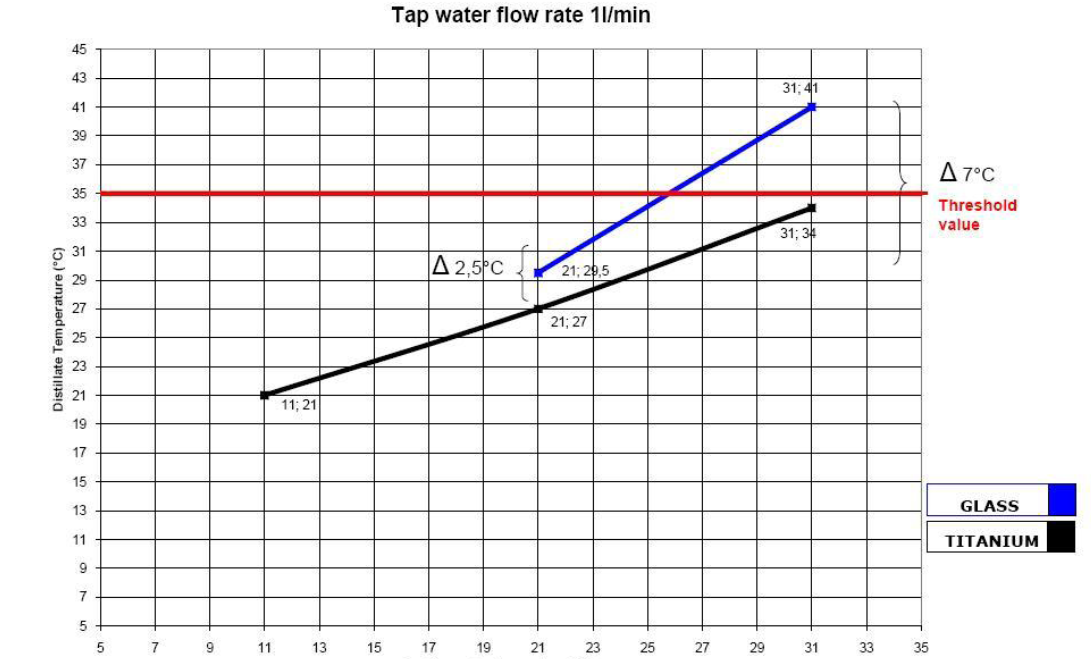 Tap water flow rate 1l/min
45
43
41
39
37
35
33
31
29
27
25
23
21
19
17
15
13
11
9
7
5
Distillate Temperature (°C)
31; 41
Δ 7°C
Threshold
value
31; 34
Δ 2,5°C
21; 29,5
21; 27
11; 21
GLASS
TITANIUM
5 7 9 11 13 15 17 19 21 23 25 27 29 31 33 35